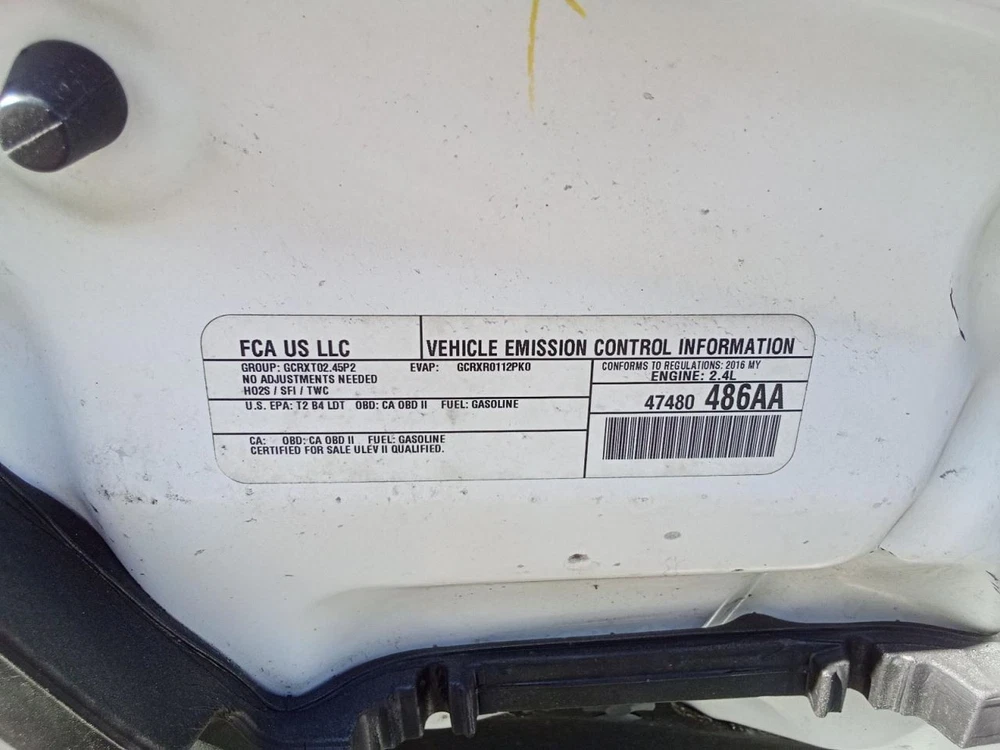 FCA US LLC
VEHICLE EMISSION CONTROL INFORMATION
GROUP: GCRXT02.45P2 EVAP: GCRXR0112PK0
NO ADJUSTMENTS NEEDED
HO2S / SFI / TWC
CONFORMS TO REGULATIONS: 2016 MY
ENGINE: 2.4L
U.S. EPA: T2 B4 LDT OBD: CA OBD II FUEL: GASOLINE
47480 486AA
CA: OBD: CA OBD II FUEL: GASOLINE
CERTIFIED FOR SALE ULEV II QUALIFIED.